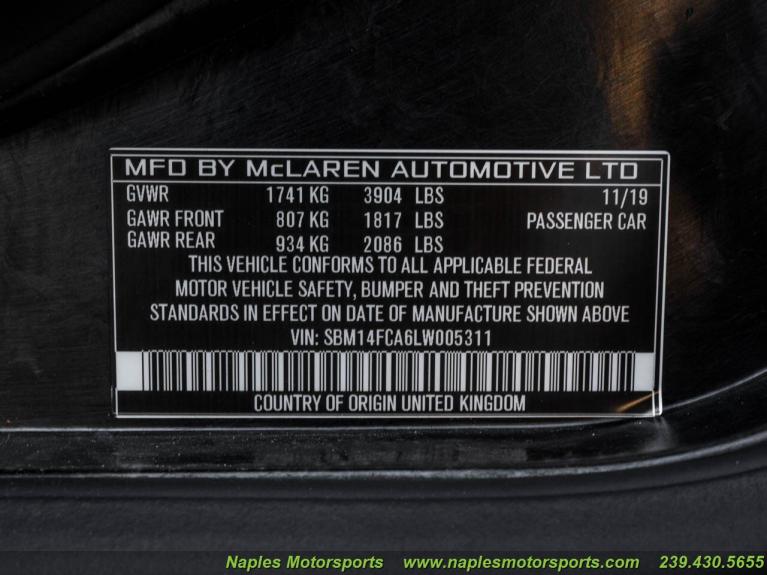 MFD BY McLAREN AUTOMOTIVE LTD
GVWR 1741 KG 3904 LBS 11/19
GAWR FRONT 807 KG 1817 LBS PASSENGER CAR
GAWR REAR 934 KG 2086 LBS
THIS VEHICLE CONFORMS TO ALL APPLICABLE FEDERAL
MOTOR VEHICLE SAFETY, BUMPER AND THEFT PREVENTION
STANDARDS IN EFFECT ON DATE OF MANUFACTURE SHOWN ABOVE
VIN: SBM14FCA6LW005311
COUNTRY OF ORIGIN UNITED KINGDOM
Naples Motorsports www.naplesmotorsports.com 239.430.5655